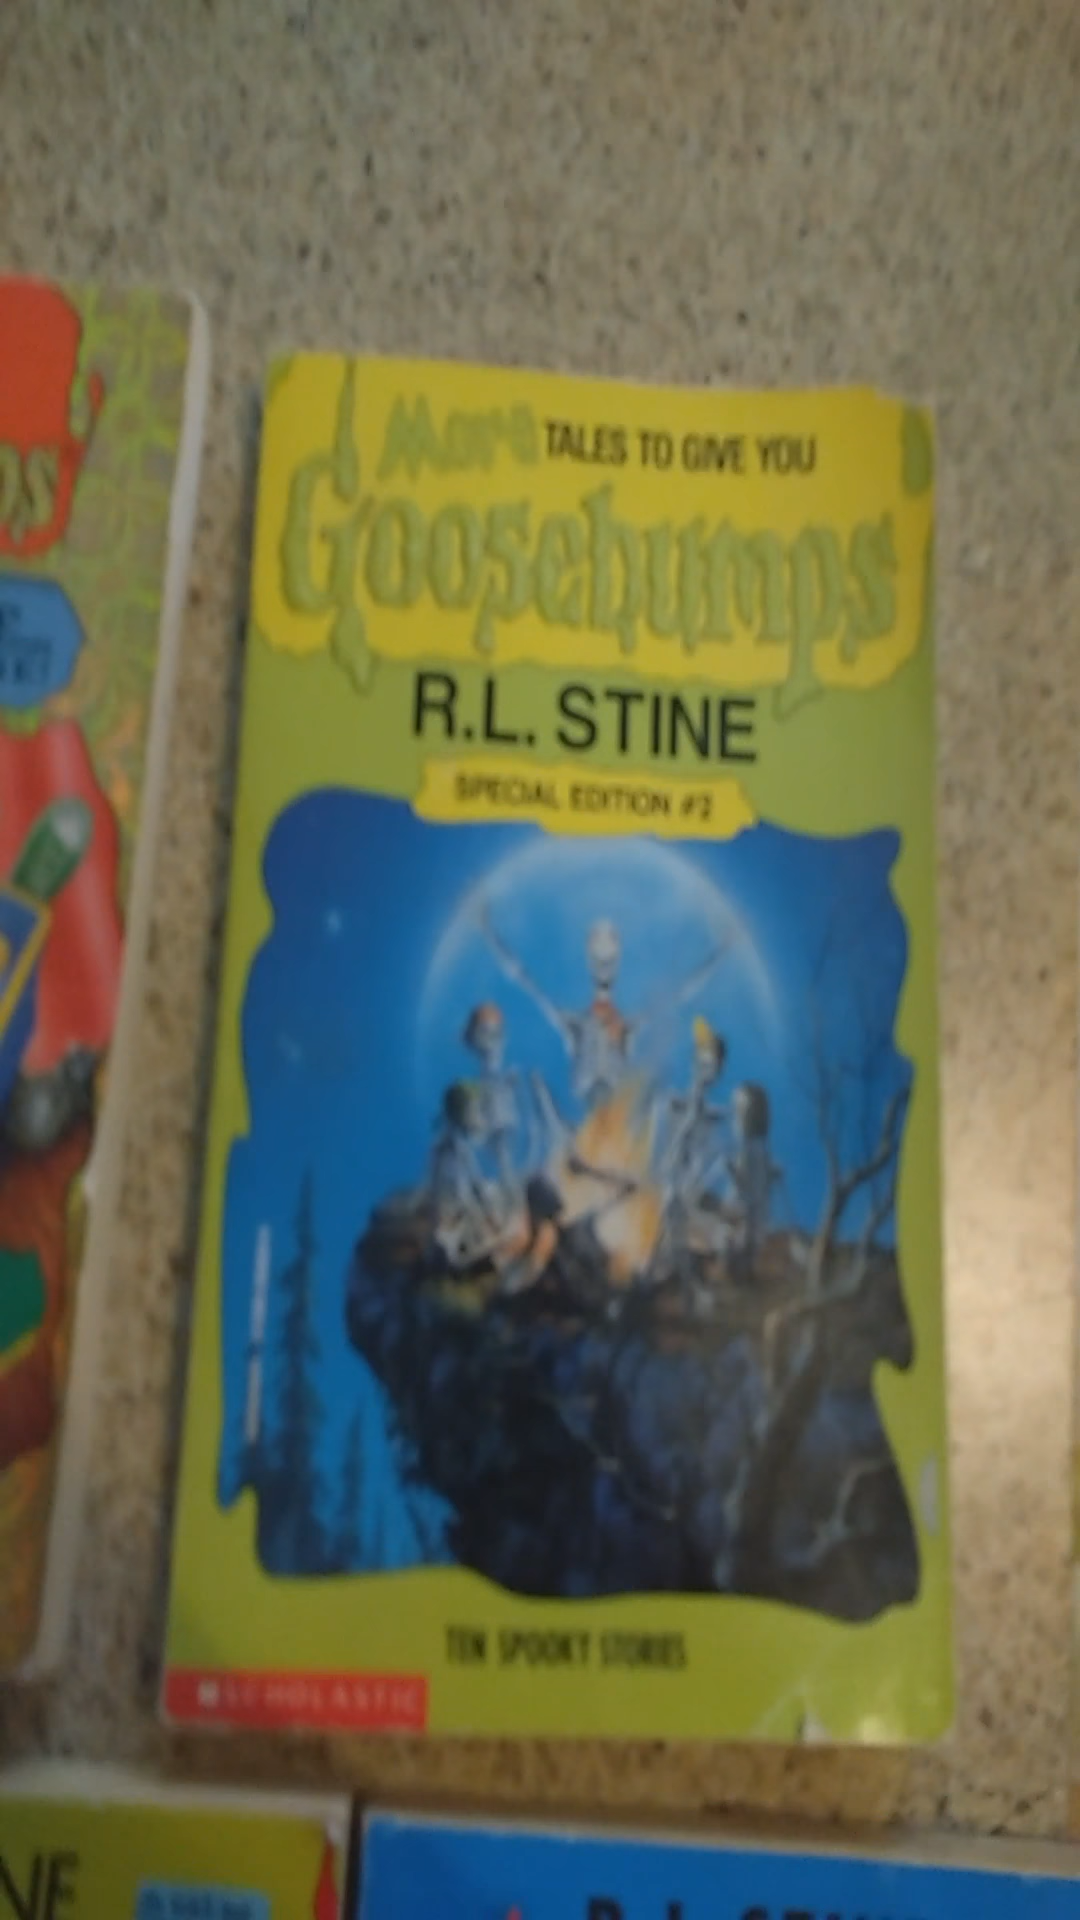 More TALES TO GIVE YOU
Goosebumps
R.L. STINE
SPECIAL EDITION #2
TEN SPOOKY STORIES
SCHOLASTIC